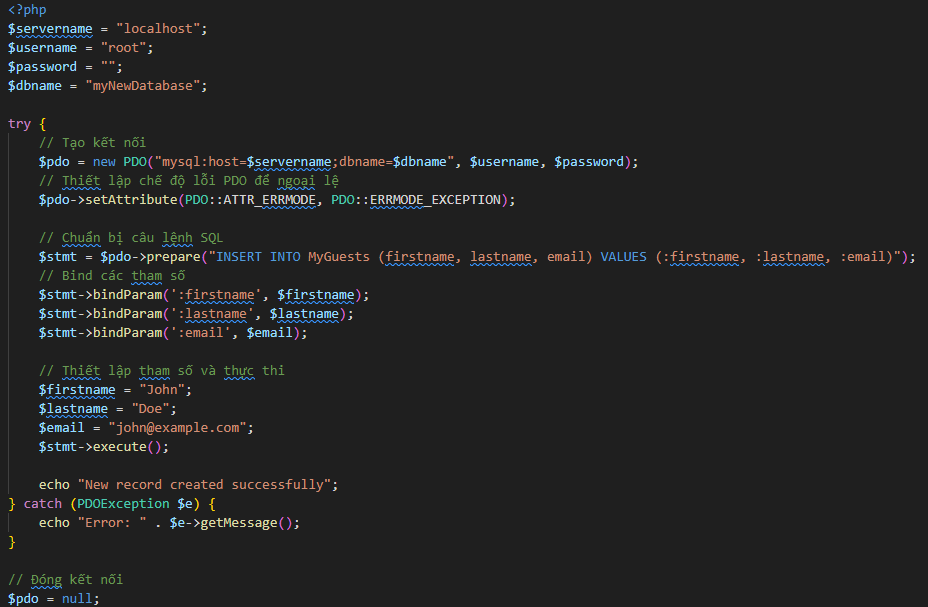 <?php
$servername = "localhost";
$username = "root";
$password = "";
$dbname = "myNewDatabase";
try {
// Tạo kết nối
$pdo = new PDO("mysql:host=$servername;dbname=$dbname", $username, $password);
// Thiết lập chế độ lỗi PDO để ngoại lệ
$pdo->setAttribute(PDO::ATTR_ERRMODE, PDO::ERRMODE_EXCEPTION);
// Chuẩn bị câu lệnh SQL
$stmt = $pdo->prepare("INSERT INTO MyGuests (firstname, lastname, email) VALUES (:firstname, :lastname, :email)");
// Bind các tham số
$stmt->bindParam(':firstname', $firstname);
$stmt->bindParam(':lastname', $lastname);
$stmt->bindParam(':email', $email);
// Thiết lập tham số và thực thi
$firstname = "John";
$lastname = "Doe";
$email = "john@example.com";
$stmt->execute();
echo "New record created successfully";
} catch (PDOException $e) {
echo "Error: " . $e->getMessage();
}
// Đóng kết nối
$pdo = null;